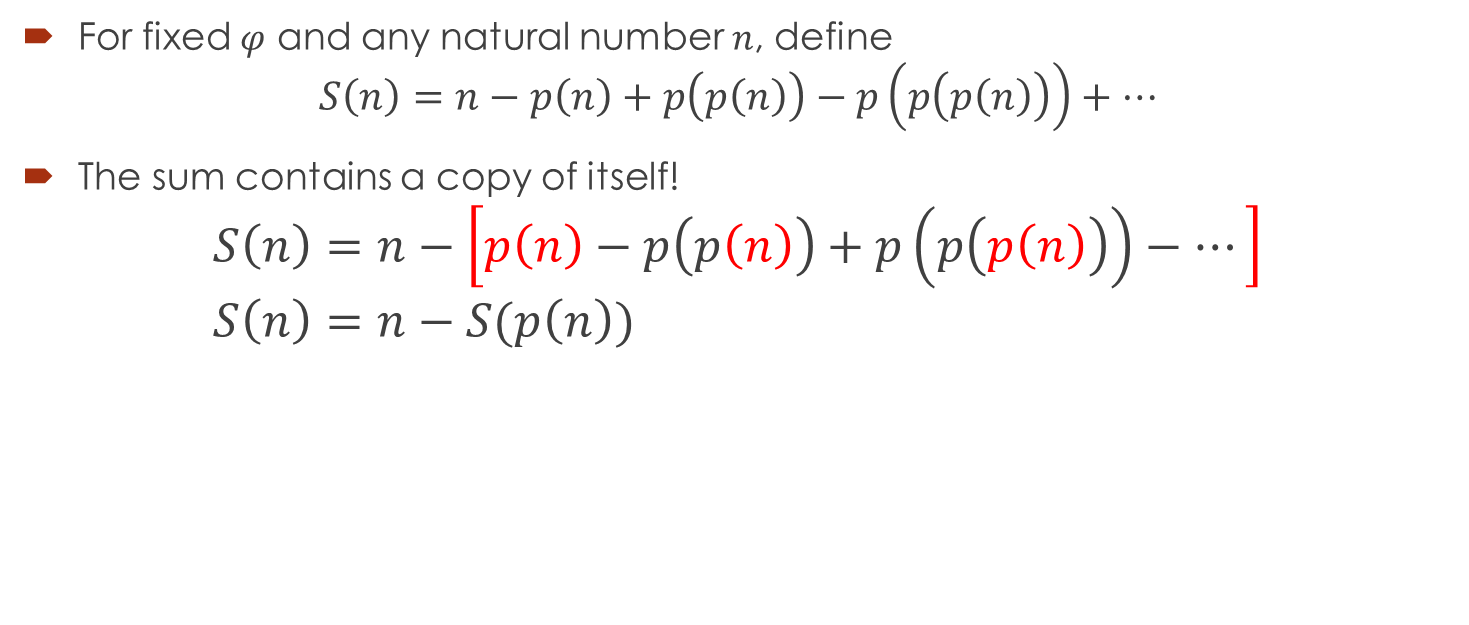 For fixed 𝜑 and any natural number 𝑛, define
𝑆(𝑛) = 𝑛 − 𝑝(𝑛) + 𝑝(𝑝(𝑛)) − 𝑝(𝑝(𝑝(𝑛))) + ⋯
The sum contains a copy of itself!
𝑆(𝑛) = 𝑛 − [𝑝(𝑛) − 𝑝(𝑝(𝑛)) + 𝑝(𝑝(𝑝(𝑛))) − ⋯]
𝑆(𝑛) = 𝑛 − 𝑆(𝑝(𝑛))